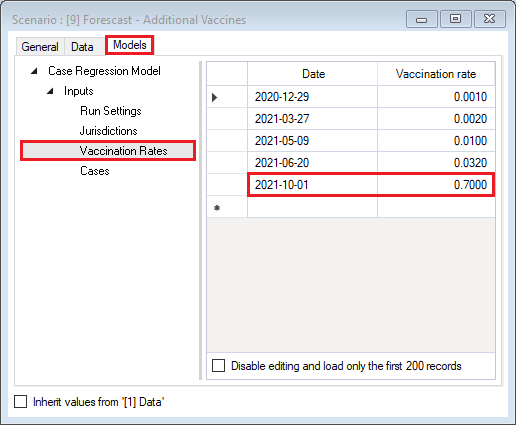 Scenario : [9] Forescast - Additional Vaccines
General Data Models
Case Regression Model
Inputs
Run Settings
Jurisdictions
Vaccination Rates
Cases
Date Vaccination rate
2020-12-29 0.0010
2021-03-27 0.0020
2021-05-09 0.0100
2021-06-20 0.0320
2021-10-01 0.7000
Disable editing and load only the first 200 records
Inherit values from '[1] Data'